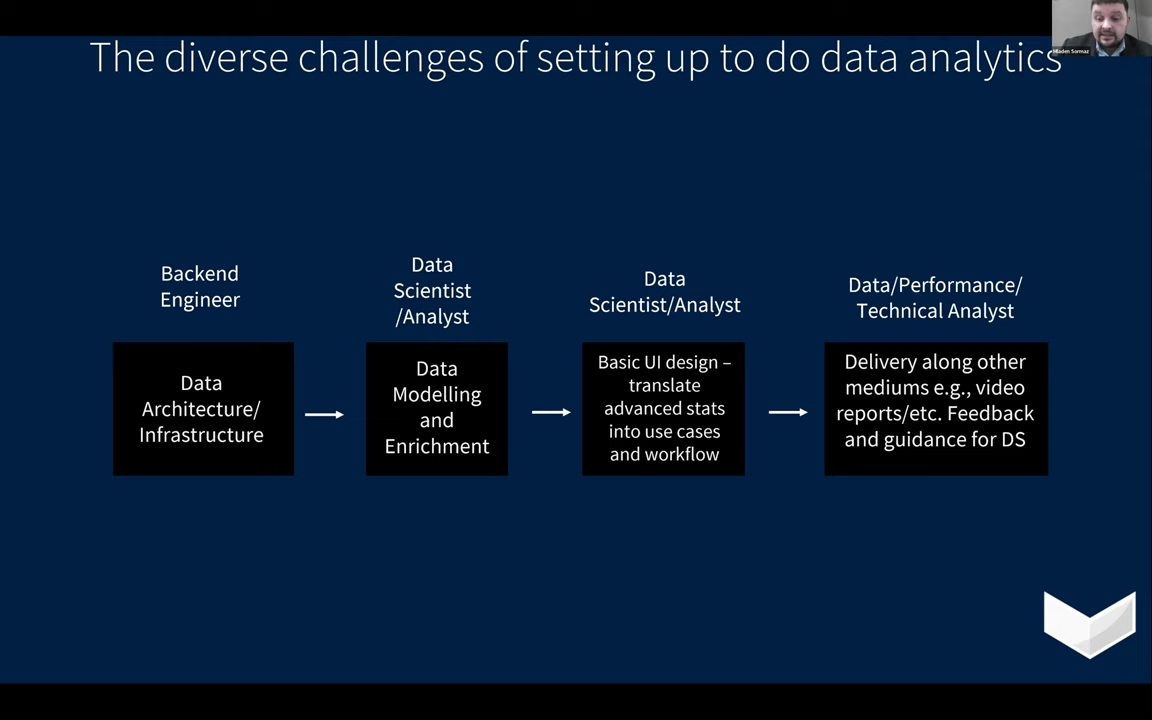 The diverse challenges of setting up to do data analytics
Mladen Sormaz
Backend
Engineer
Data
Scientist
/Analyst
Data
Scientist/Analyst
Data/Performance/
Technical Analyst
Data
Architecture/
Infrastructure
Data
Modelling
and
Enrichment
Basic UI design –
translate
advanced stats
into use cases
and workflow
Delivery along other
mediums e.g., video
reports/etc. Feedback
and guidance for DS